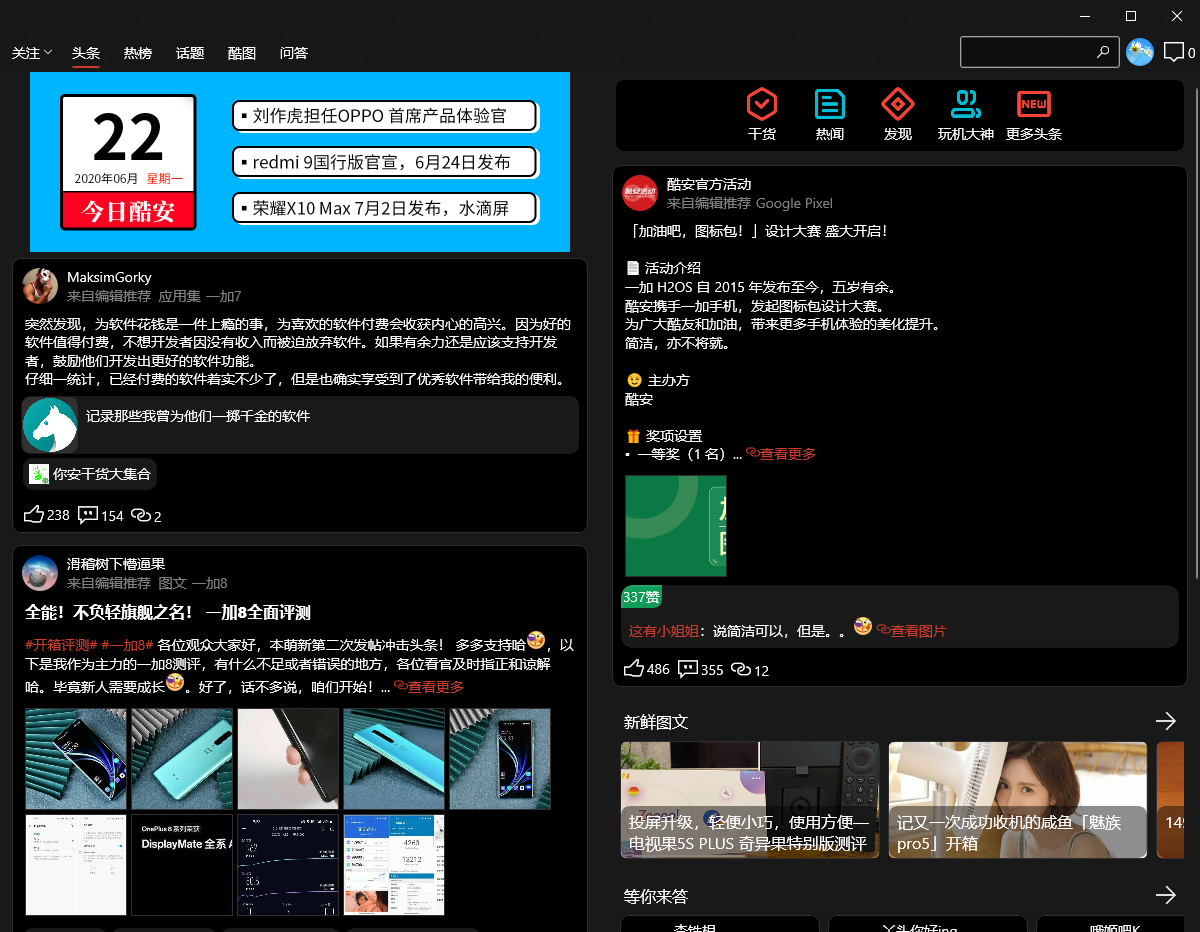 关注
头条
热榜
话题
酷图
问答
0
22
2020年06月 星期一
今日酷安
▪ 刘作虎担任OPPO 首席产品体验官
▪ redmi 9国行版官宣，6月24日发布
▪ 荣耀X10 Max 7月2日发布，水滴屏
MaksimGorky
来自编辑推荐 应用集 一加7
突然发现，为软件花钱是一件上瘾的事，为喜欢的软件付费会收获内心的高兴。因为好的
软件值得付费，不想开发者因没有收入而被迫放弃软件。如果有余力还是应该支持开发
者，鼓励他们开发出更好的软件功能。
仔细一统计，已经付费的软件着实不少了，但是也确实享受到了优秀软件带给我的便利。
记录那些我曾为他们一掷千金的软件
你安干货大集合
238 154 2
滑稽树下懵逼果
来自编辑推荐 图文 一加8
全能！不负轻旗舰之名！ 一加8全面评测
#开箱评测# #一加8# 各位观众大家好，本萌新第二次发帖冲击头条！ 多多支持哈，以
下是我作为主力的一加8测评，有什么不足或者错误的地方，各位看官及时指正和谅解
哈。毕竟新人需要成长。好了，话不多说，咱们开始！...查看更多
OnePlus 8 系列荣获
DisplayMate 全系 A
4263
13212
干货
热闻
发现
玩机大神
NEW
更多头条
酷安活动
酷安官方活动
来自编辑推荐 Google Pixel
「加油吧，图标包！」设计大赛 盛大开启！
📄 活动介绍
一加 H2OS 自 2015 年发布至今，五岁有余。
酷安携手一加手机，发起图标包设计大赛。
为广大酷友和加油，带来更多手机体验的美化提升。
简洁，亦不将就。
😉 主办方
酷安
🎁 奖项设置
▪ 一等奖（1 名）...查看更多
337赞
这有小姐姐：说简洁可以，但是。。查看图片
486 355 12
新鲜图文
投屏升级，轻便小巧，使用方便—
电视果5S PLUS 奇异果特别版测评
记又一次成功收机的咸鱼「魅族
pro5」开箱
149
等你来答
李铁根
丫头你好ing
哦姬吧K